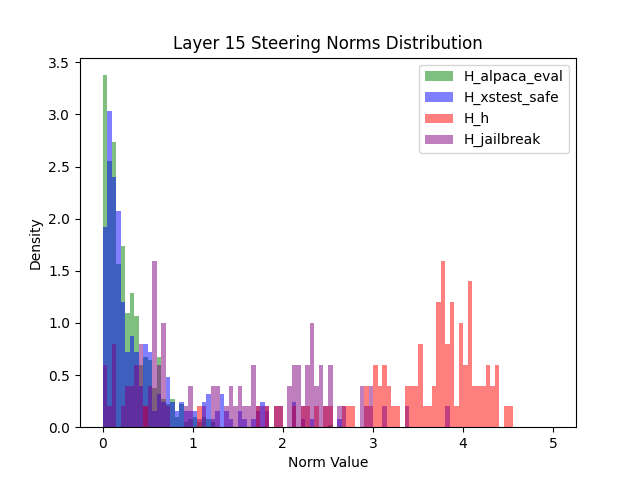 Layer 15 Steering Norms Distribution
3.5
3.0
2.5
2.0
1.5
1.0
0.5
0.0
Density
H_alpaca_eval
H_xstest_safe
H_h
H_jailbreak
0 1 2 3 4 5
Norm Value